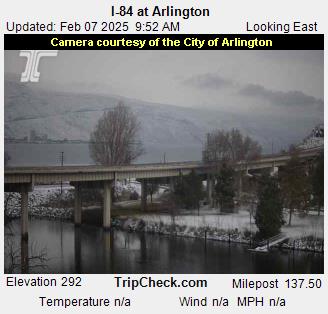 I-84 at Arlington
Updated: Feb 07 2025 9:52 AM Looking East
Camera courtesy of the City of Arlington
Elevation 292 TripCheck.com Milepost 137.50
Temperature n/a Wind n/a MPH n/a